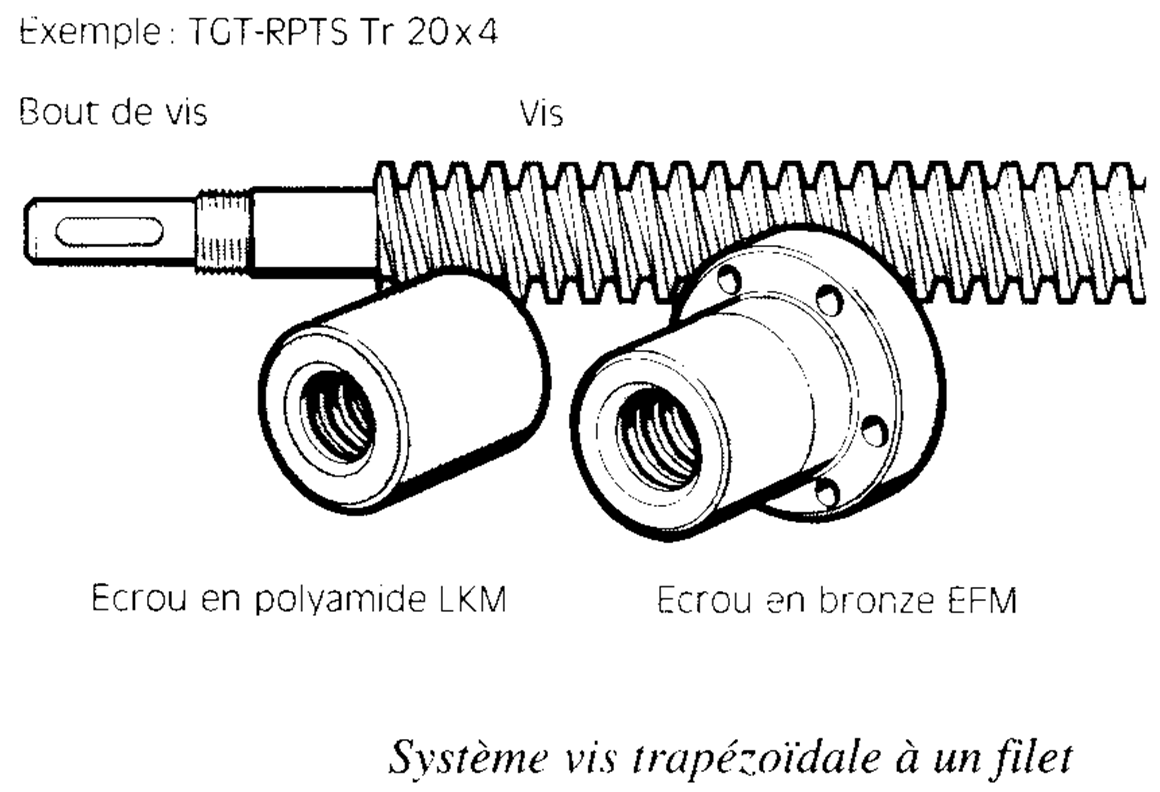 Exemple : TGT-RPTS Tr 20x4
Bout de vis
Vis
Ecrou en polyamide LKM
Ecrou en bronze EFM
Système vis trapézoïdale à un filet